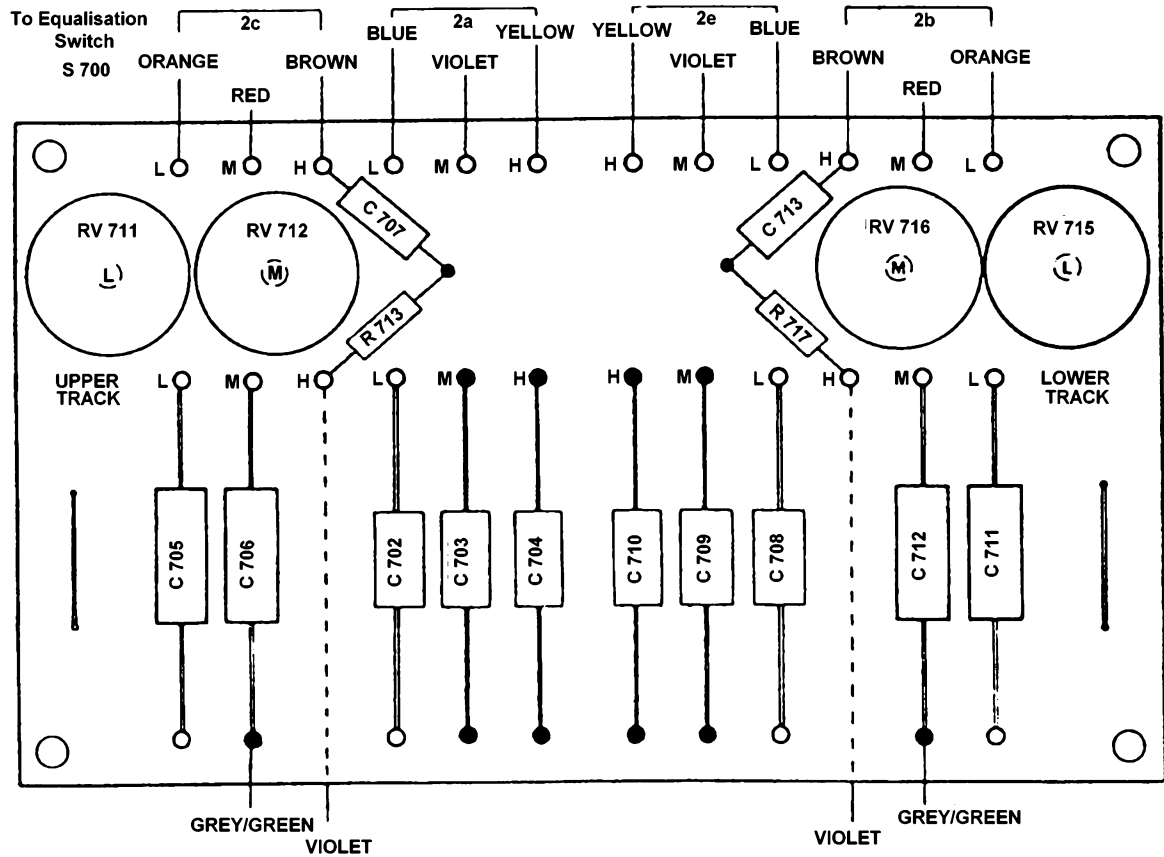 To Equalisation
Switch
S 700
2c
2a
2e
2b
ORANGE
RED
BROWN
BLUE
VIOLET
YELLOW
YELLOW
VIOLET
BLUE
BROWN
RED
ORANGE
L M H L M H H M L H M L
C 707
C 713
RV 711
L
RV 712
M
RV 716
M
RV 715
L
R 713
R 717
UPPER
TRACK
L M H L M H H M L H M L
LOWER
TRACK
C 705
C 706
C 702
C 703
C 704
C 710
C 709
C 708
C 712
C 711
GREY/GREEN
VIOLET
VIOLET
GREY/GREEN